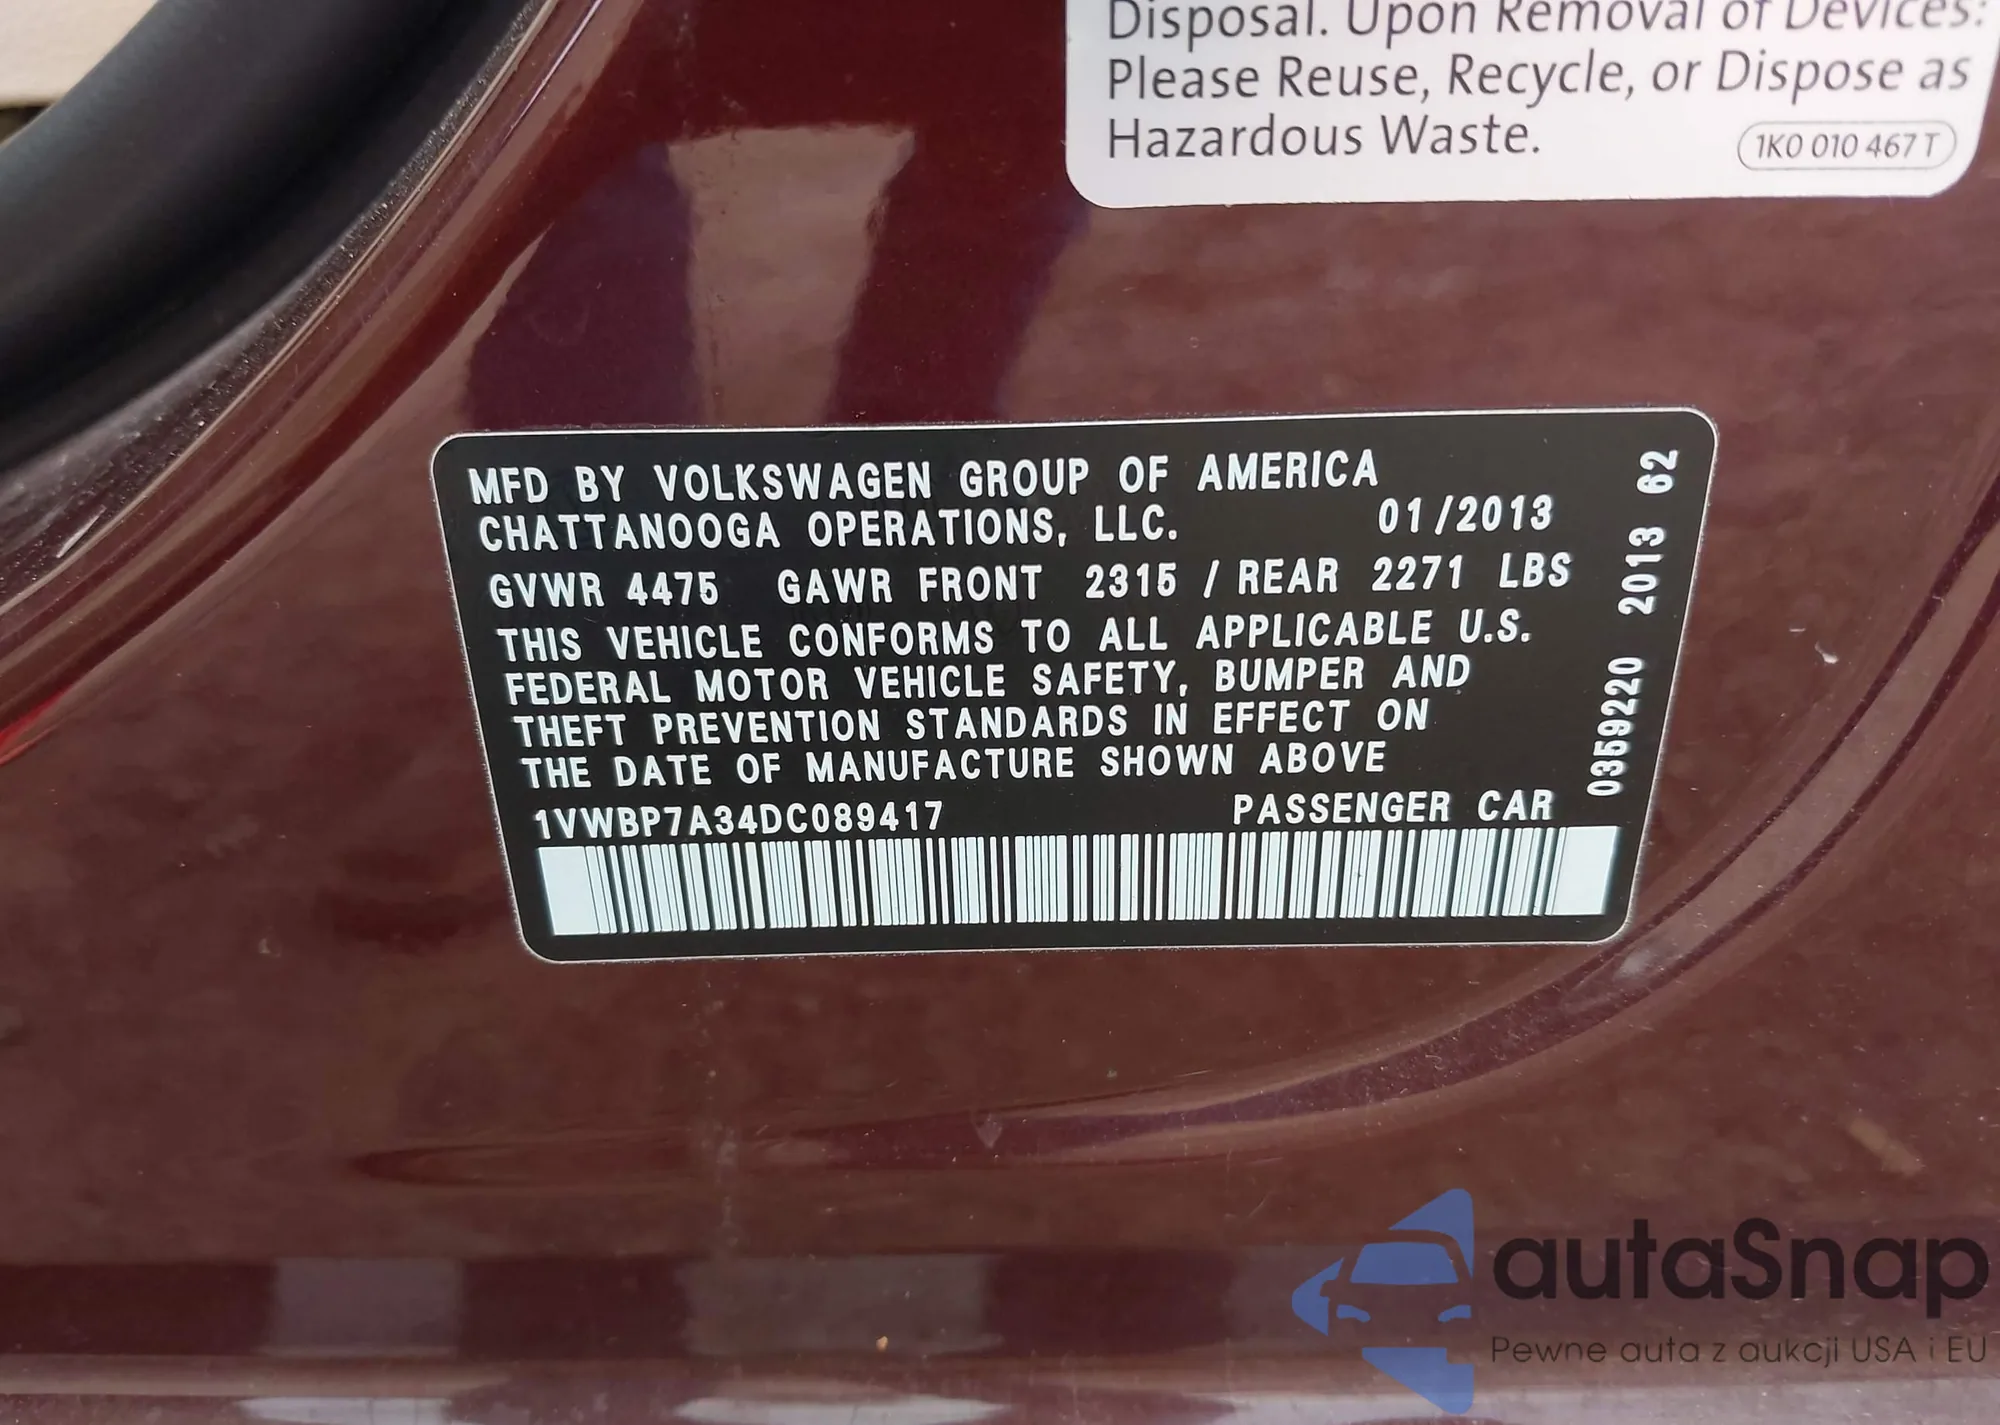 Disposal. Upon Removal of Devices:
Please Reuse, Recycle, or Dispose as
Hazardous Waste.
1K0 010 467 T
MFD BY VOLKSWAGEN GROUP OF AMERICA
CHATTANOOGA OPERATIONS, LLC. 01/2013
GVWR 4475 GAWR FRONT 2315 / REAR 2271 LBS
THIS VEHICLE CONFORMS TO ALL APPLICABLE U.S.
FEDERAL MOTOR VEHICLE SAFETY, BUMPER AND
THEFT PREVENTION STANDARDS IN EFFECT ON
THE DATE OF MANUFACTURE SHOWN ABOVE
1VWBP7A34DC089417 PASSENGER CAR
0359220 2013 62
autaSnap
Pewne auta z aukcji USA i EU